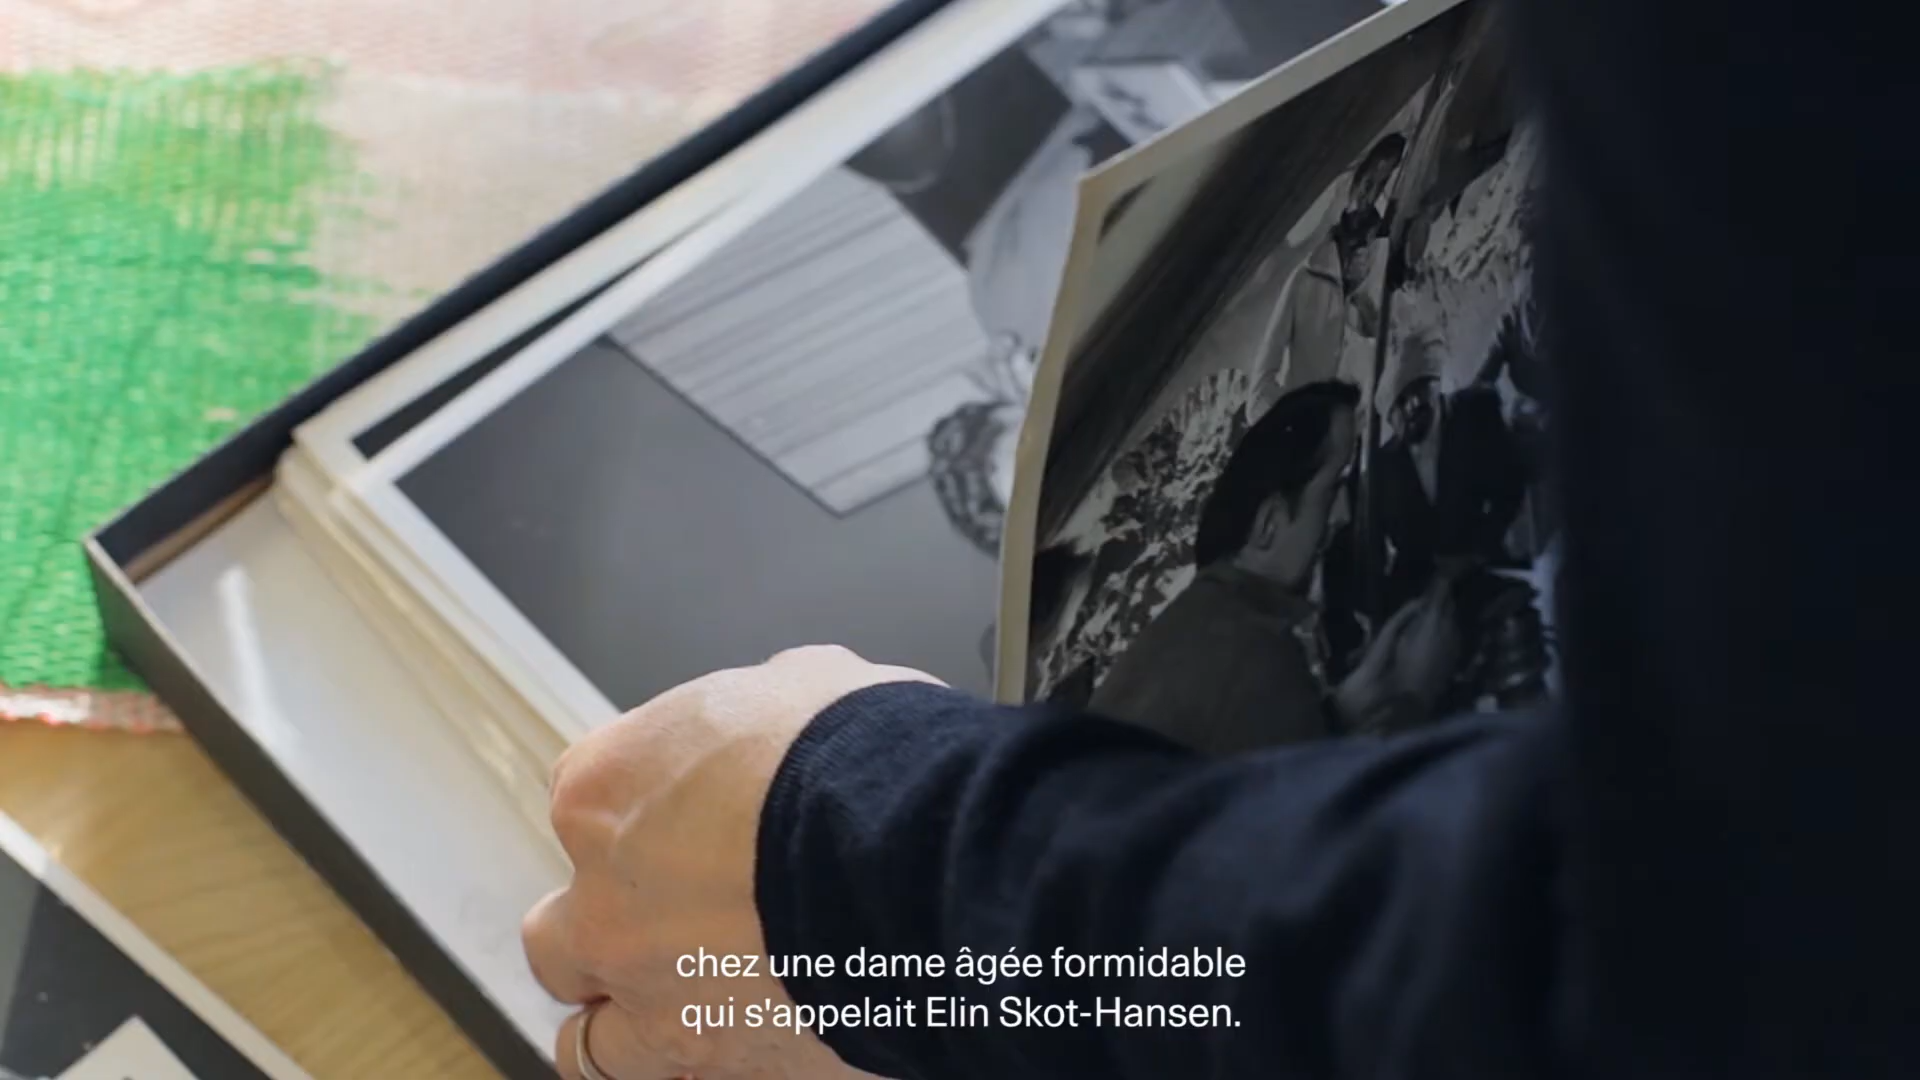 chez une dame âgée formidable
qui s'appelait Elin Skot-Hansen.